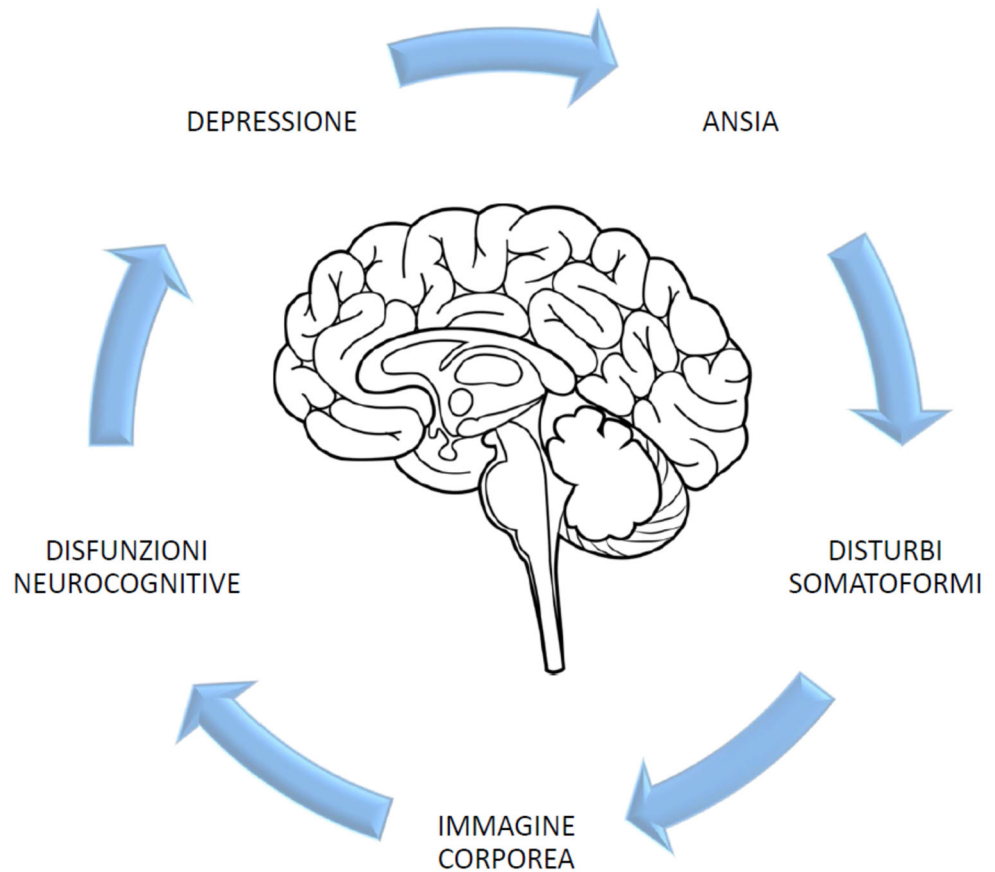 DEPRESSIONE
ANSIA
DISTURBI
SOMATOFORMI
IMMAGINE
CORPOREA
DISFUNZIONI
NEUROCOGNITIVE